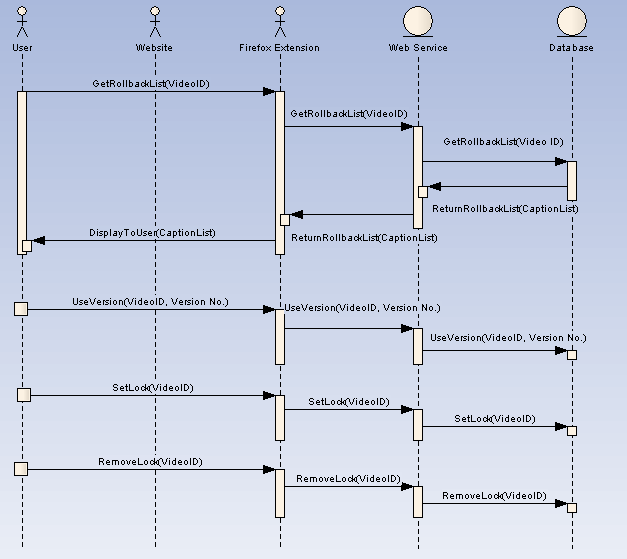 User
Website
Firefox Extension
Web Service
Database
GetRollbackList(VideoID)
GetRollbackList(VideoID)
GetRollbackList(Video ID)
ReturnRollbackList(CaptionList)
DisplayToUser(CaptionList)
ReturnRollbackList(CaptionList)
UseVersion(VideoID, Version No.)
UseVersion(VideoID, Version No.)
UseVersion(VideoID, Version No.)
SetLock(VideoID)
SetLock(VideoID)
SetLock(VideoID)
RemoveLock(VideoID)
RemoveLock(VideoID)
RemoveLock(VideoID)